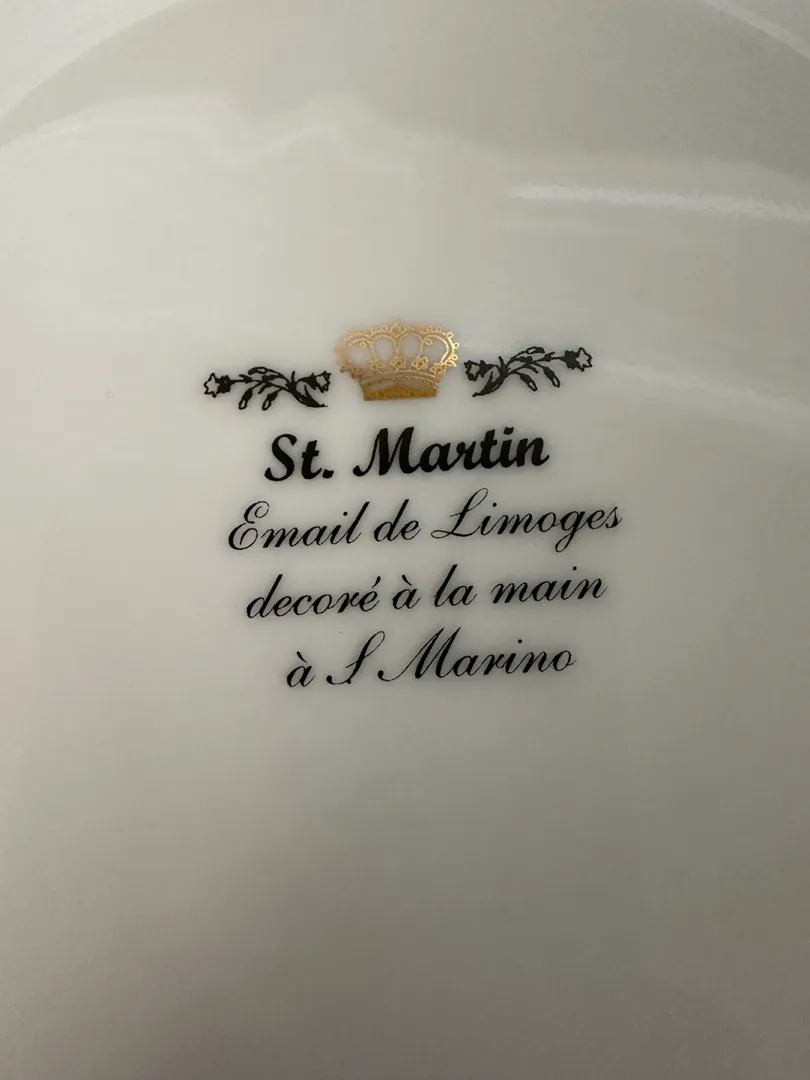 St. Martin
Email de Limoges
decoré à la main
à S Marino